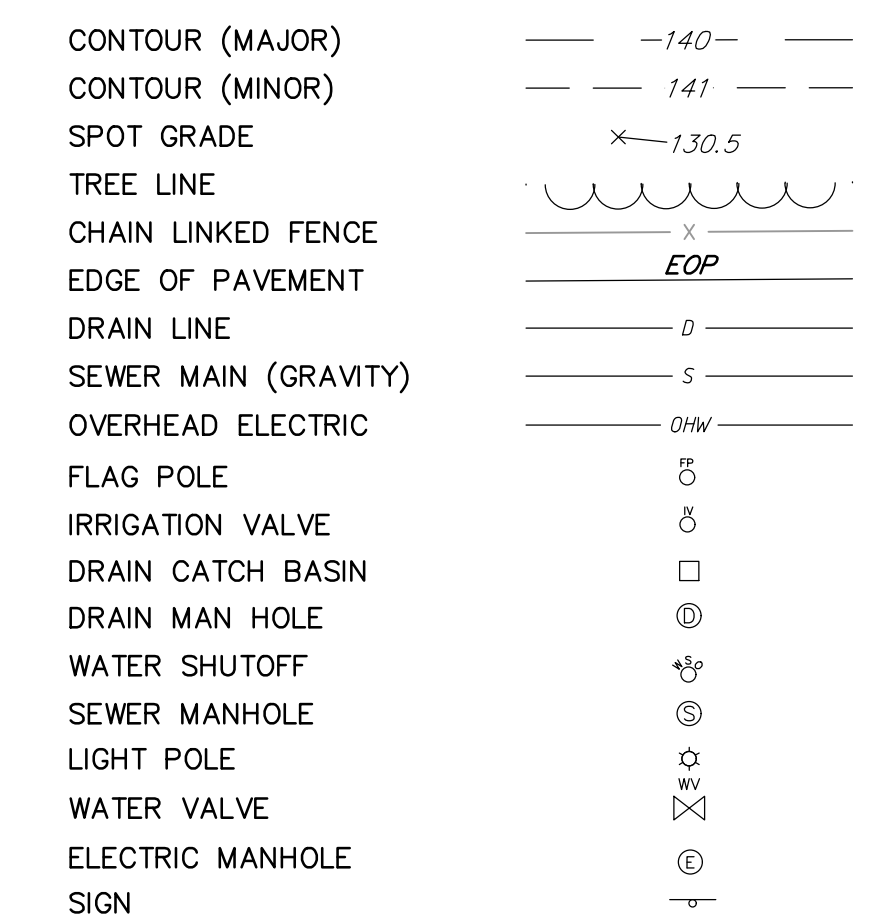 CONTOUR (MAJOR) 140
CONTOUR (MINOR) 141
SPOT GRADE 130.5
TREE LINE
CHAIN LINKED FENCE X
EOP
EDGE OF PAVEMENT
DRAIN LINE D
SEWER MAIN (GRAVITY) S
OVERHEAD ELECTRIC OHW
FP
FLAG POLE
IV
IRRIGATION VALVE
DRAIN CATCH BASIN
DRAIN MAN HOLE D
WATER SHUTOFF WSO
SEWER MANHOLE S
LIGHT POLE
WV
WATER VALVE
ELECTRIC MANHOLE E
SIGN